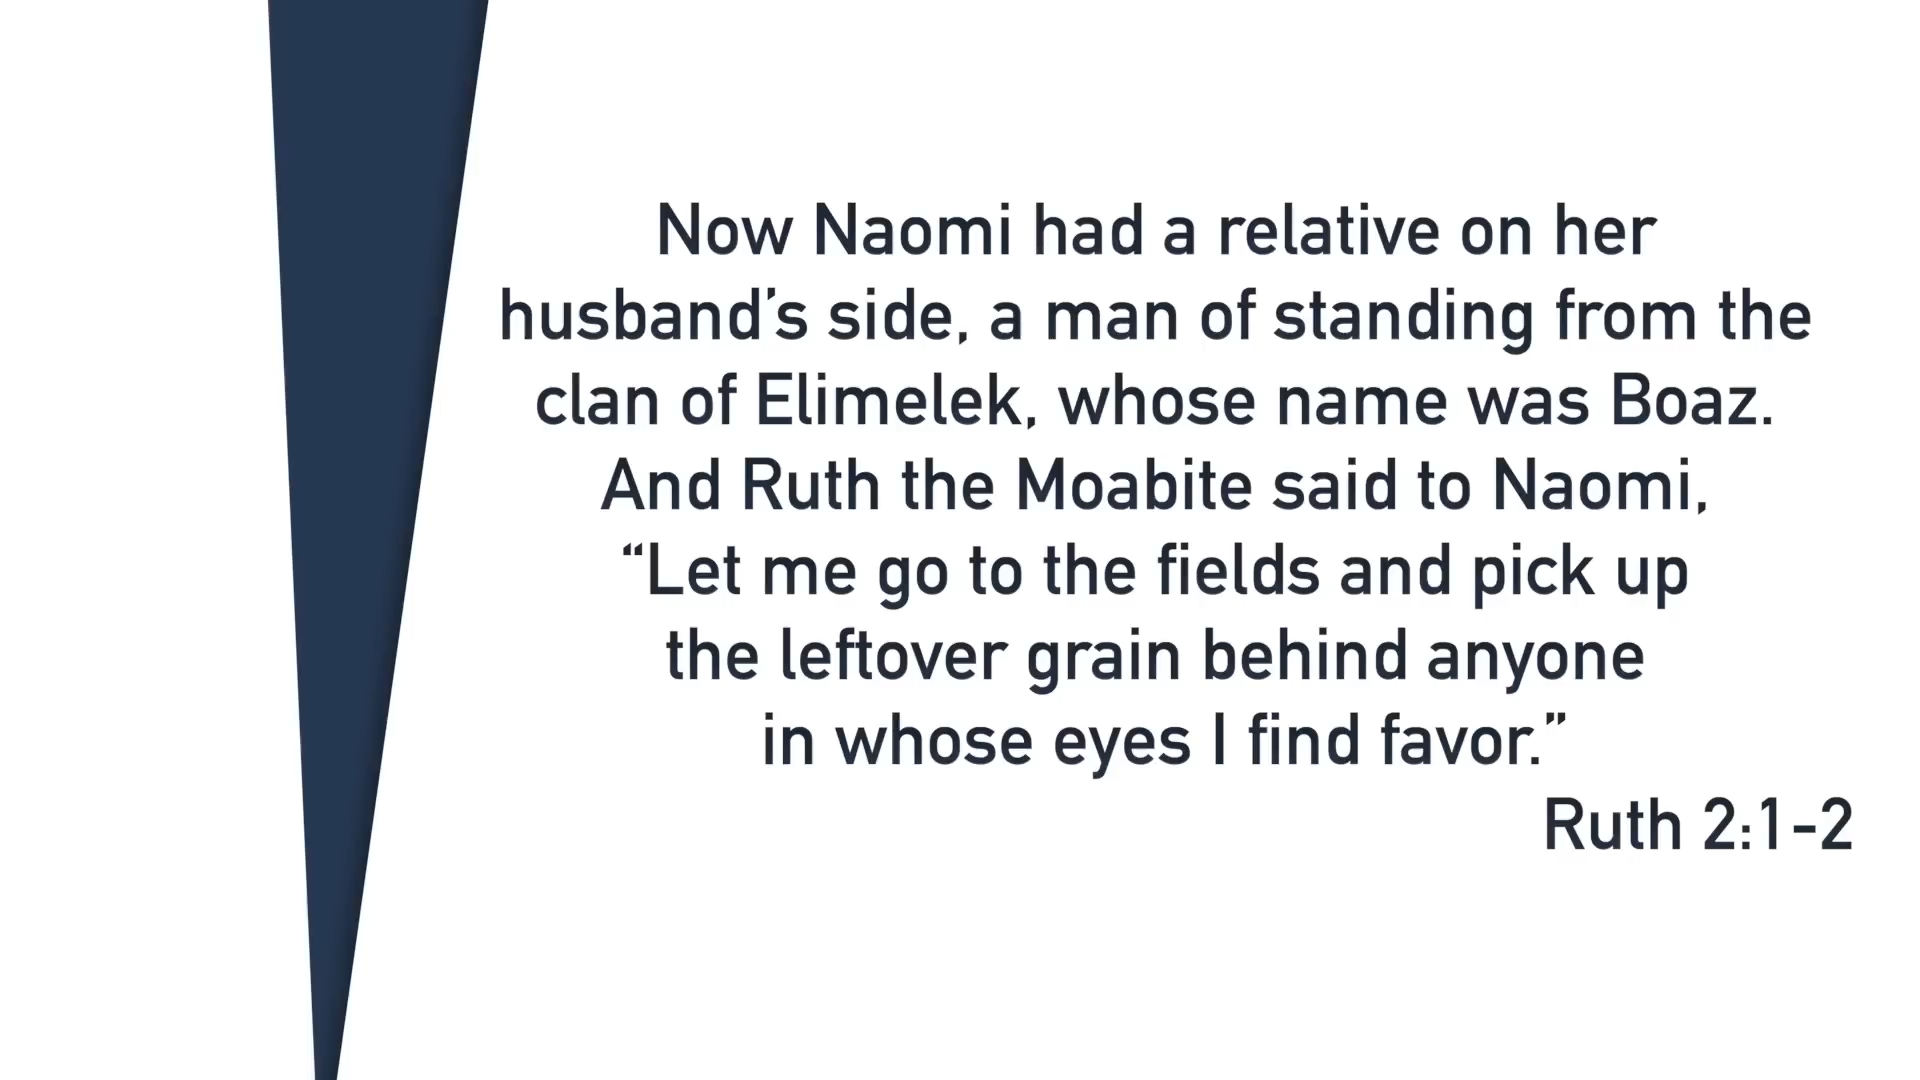 Now Naomi had a relative on her
husband’s side, a man of standing from the
clan of Elimelek, whose name was Boaz.
And Ruth the Moabite said to Naomi,
“Let me go to the fields and pick up
the leftover grain behind anyone
in whose eyes I find favor.”
Ruth 2:1-2